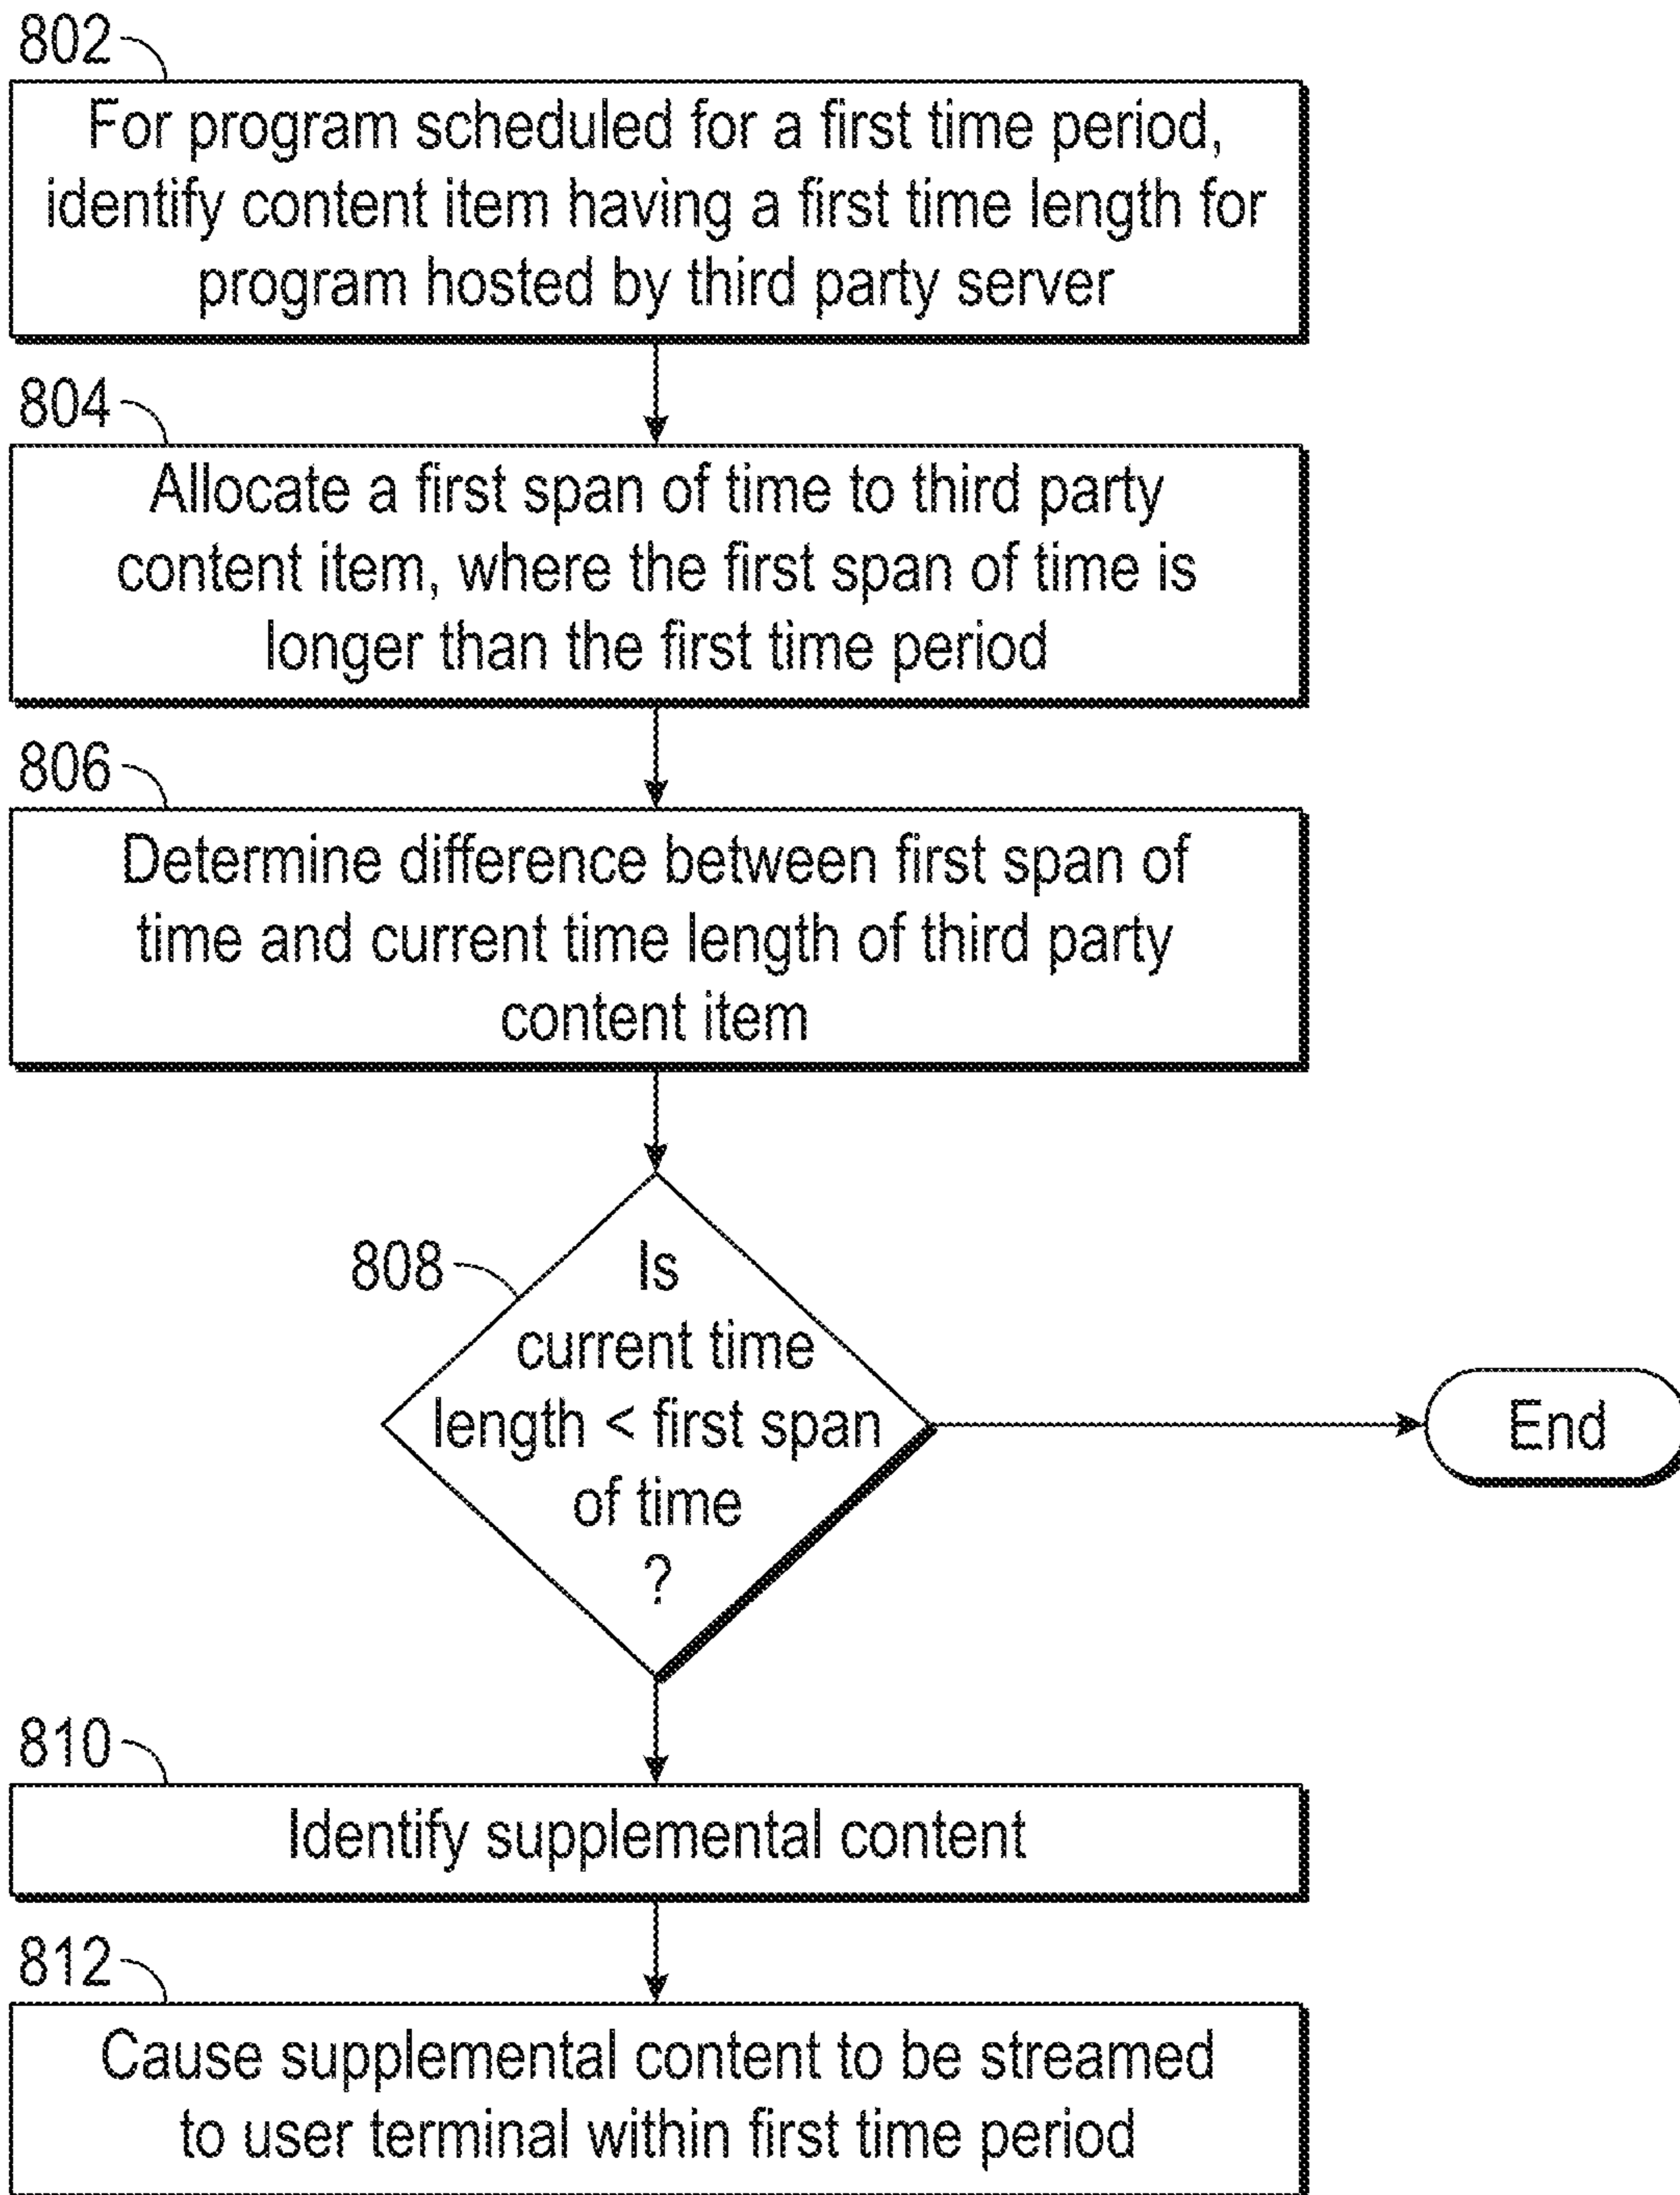 802
For program scheduled for a first time period,
identify content item having a first time length for
program hosted by third party server
804
Allocate a first span of time to third party
content item, where the first span of time is
longer than the first time period
806
Determine difference between first span of
time and current time length of third party
content item
808
Is
current time
length < first span
of time
?
End
810
Identify supplemental content
812
Cause supplemental content to be streamed
to user terminal within first time period